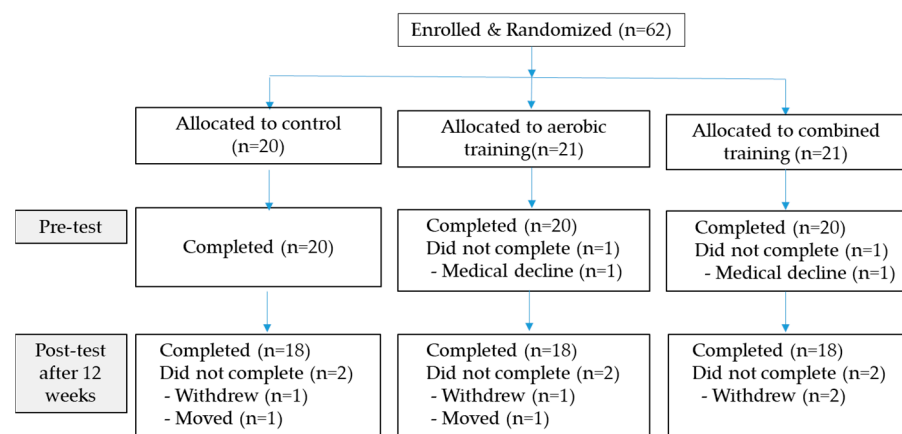 Enrolled & Randomized (n=62)
Allocated to control
(n=20)
Allocated to aerobic
training(n=21)
Allocated to combined
training (n=21)
Pre-test
Completed (n=20)
Completed (n=20)
Did not complete (n=1)
- Medical decline (n=1)
Completed (n=20)
Did not complete (n=1)
- Medical decline (n=1)
Post-test
after 12
weeks
Completed (n=18)
Did not complete (n=2)
- Withdrew (n=1)
- Moved (n=1)
Completed (n=18)
Did not complete (n=2)
- Withdrew (n=1)
- Moved (n=1)
Completed (n=18)
Did not complete (n=2)
- Withdrew (n=2)